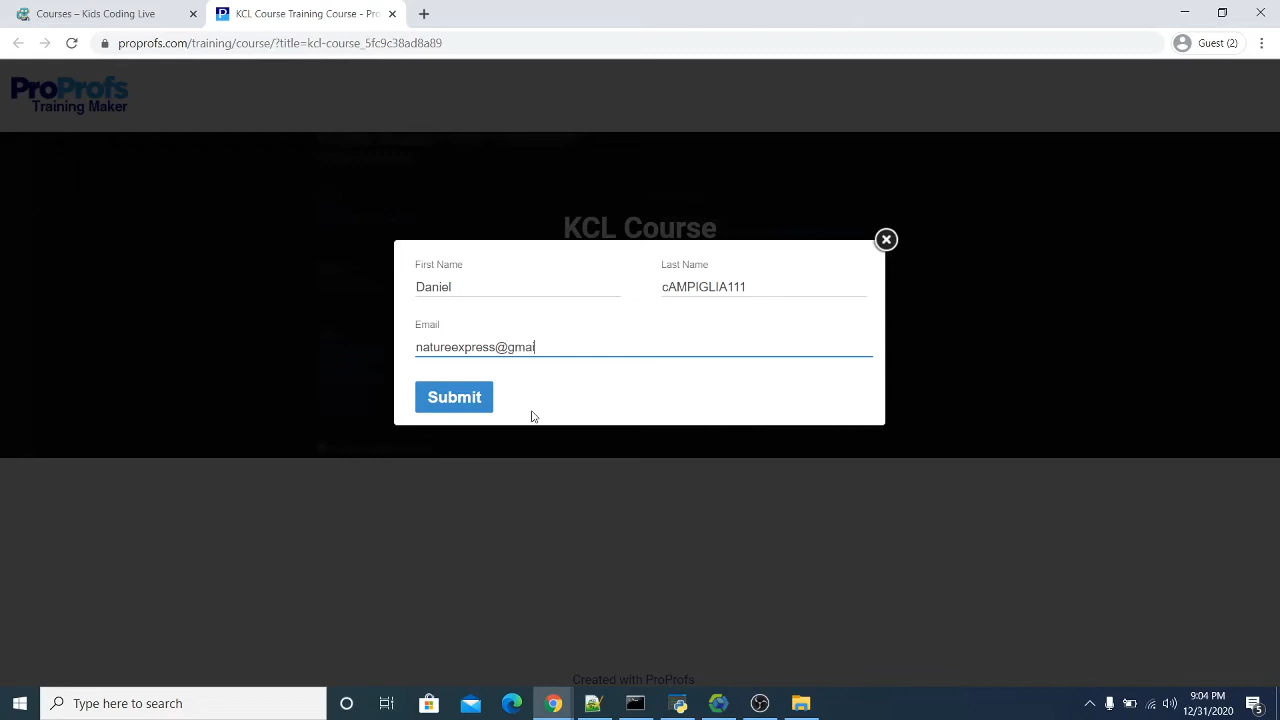 Courses – Kids Coding Live
KCL Course Training Course - Pro
Guest (2)
proprofs.com/training/course/?title=kcl-course_5fc9c38ad8a89
ProProfs
Training Maker
KCL Course
First Name
Last Name
Daniel
cAMPIGLIA111
Email
natureexpress@gmai
Submit
Created with ProProfs
Type here to search
9:04 PM
12/31/2020
5